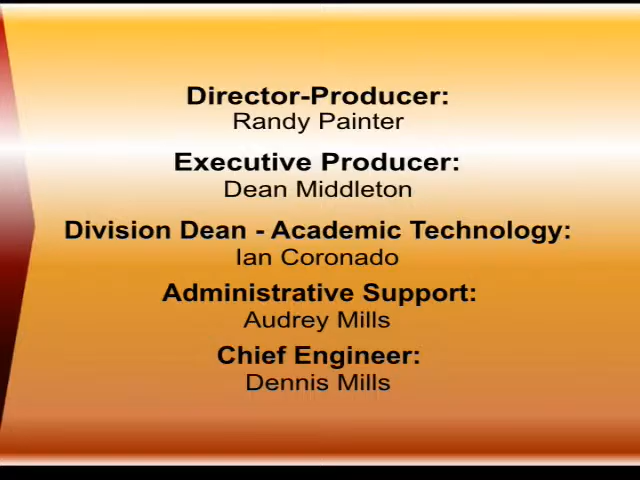 Director-Producer:
Randy Painter
Executive Producer:
Dean Middleton
Division Dean - Academic Technology:
Ian Coronado
Administrative Support:
Audrey Mills
Chief Engineer:
Dennis Mills